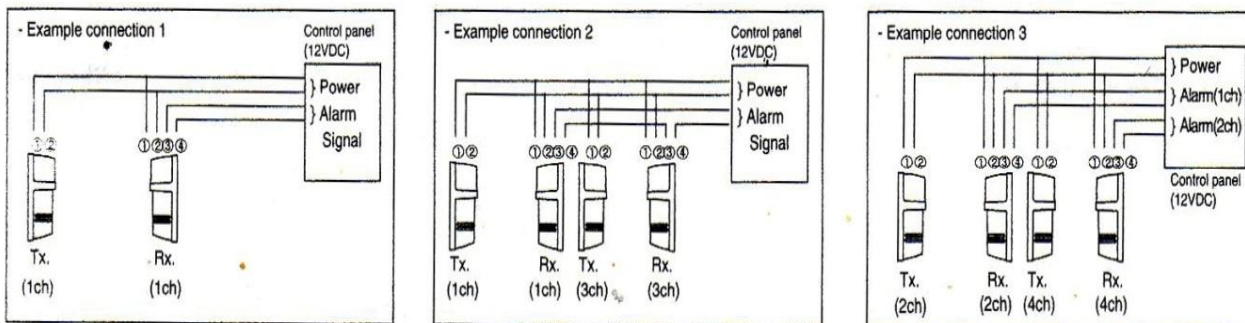 - Example connection 1
Control panel
(12VDC)
} Power
} Alarm
Signal
①② ①②③④
Tx. Rx.
(1ch) (1ch)
- Example connection 2
Control panel
(12VDC)
} Power
} Alarm
Signal
①② ①②③④ ①② ①②③④
Tx. Rx. Tx. Rx.
(1ch) (1ch) (3ch) (3ch)
- Example connection 3
} Power
} Alarm(1ch)
} Alarm(2ch)
①② ①②③④ ①② ①②③④
Control panel
(12VDC)
Tx. Rx. Tx. Rx.
(2ch) (2ch) (4ch) (4ch)